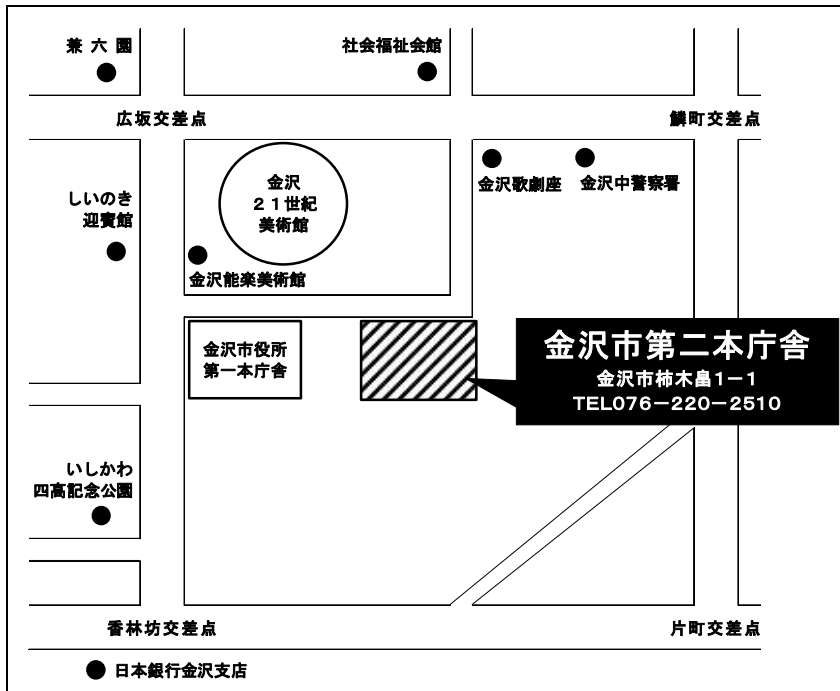 兼六園
社会福祉会館
広坂交差点
鱗町交差点
金沢
21世紀
美術館
金沢歌劇座
金沢中警察署
しいのき
迎賓館
金沢能楽美術館
金沢市役所
第一本庁舎
金沢市第二本庁舎
金沢市柿木畠1−1
TEL076−220−2510
いしかわ
四高記念公園
香林坊交差点
片町交差点
日本銀行金沢支店